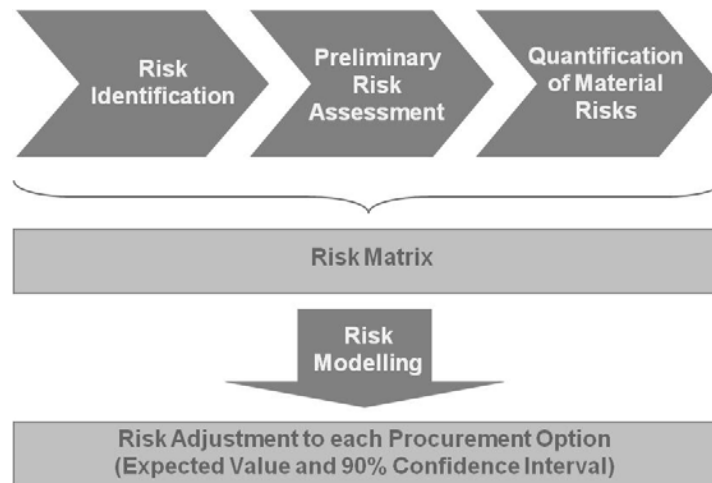 Risk
Identification
Preliminary
Risk
Assessment
Quantification
of Material
Risks
Risk Matrix
Risk
Modelling
Risk Adjustment to each Procurement Option
(Expected Value and 90% Confidence Interval)